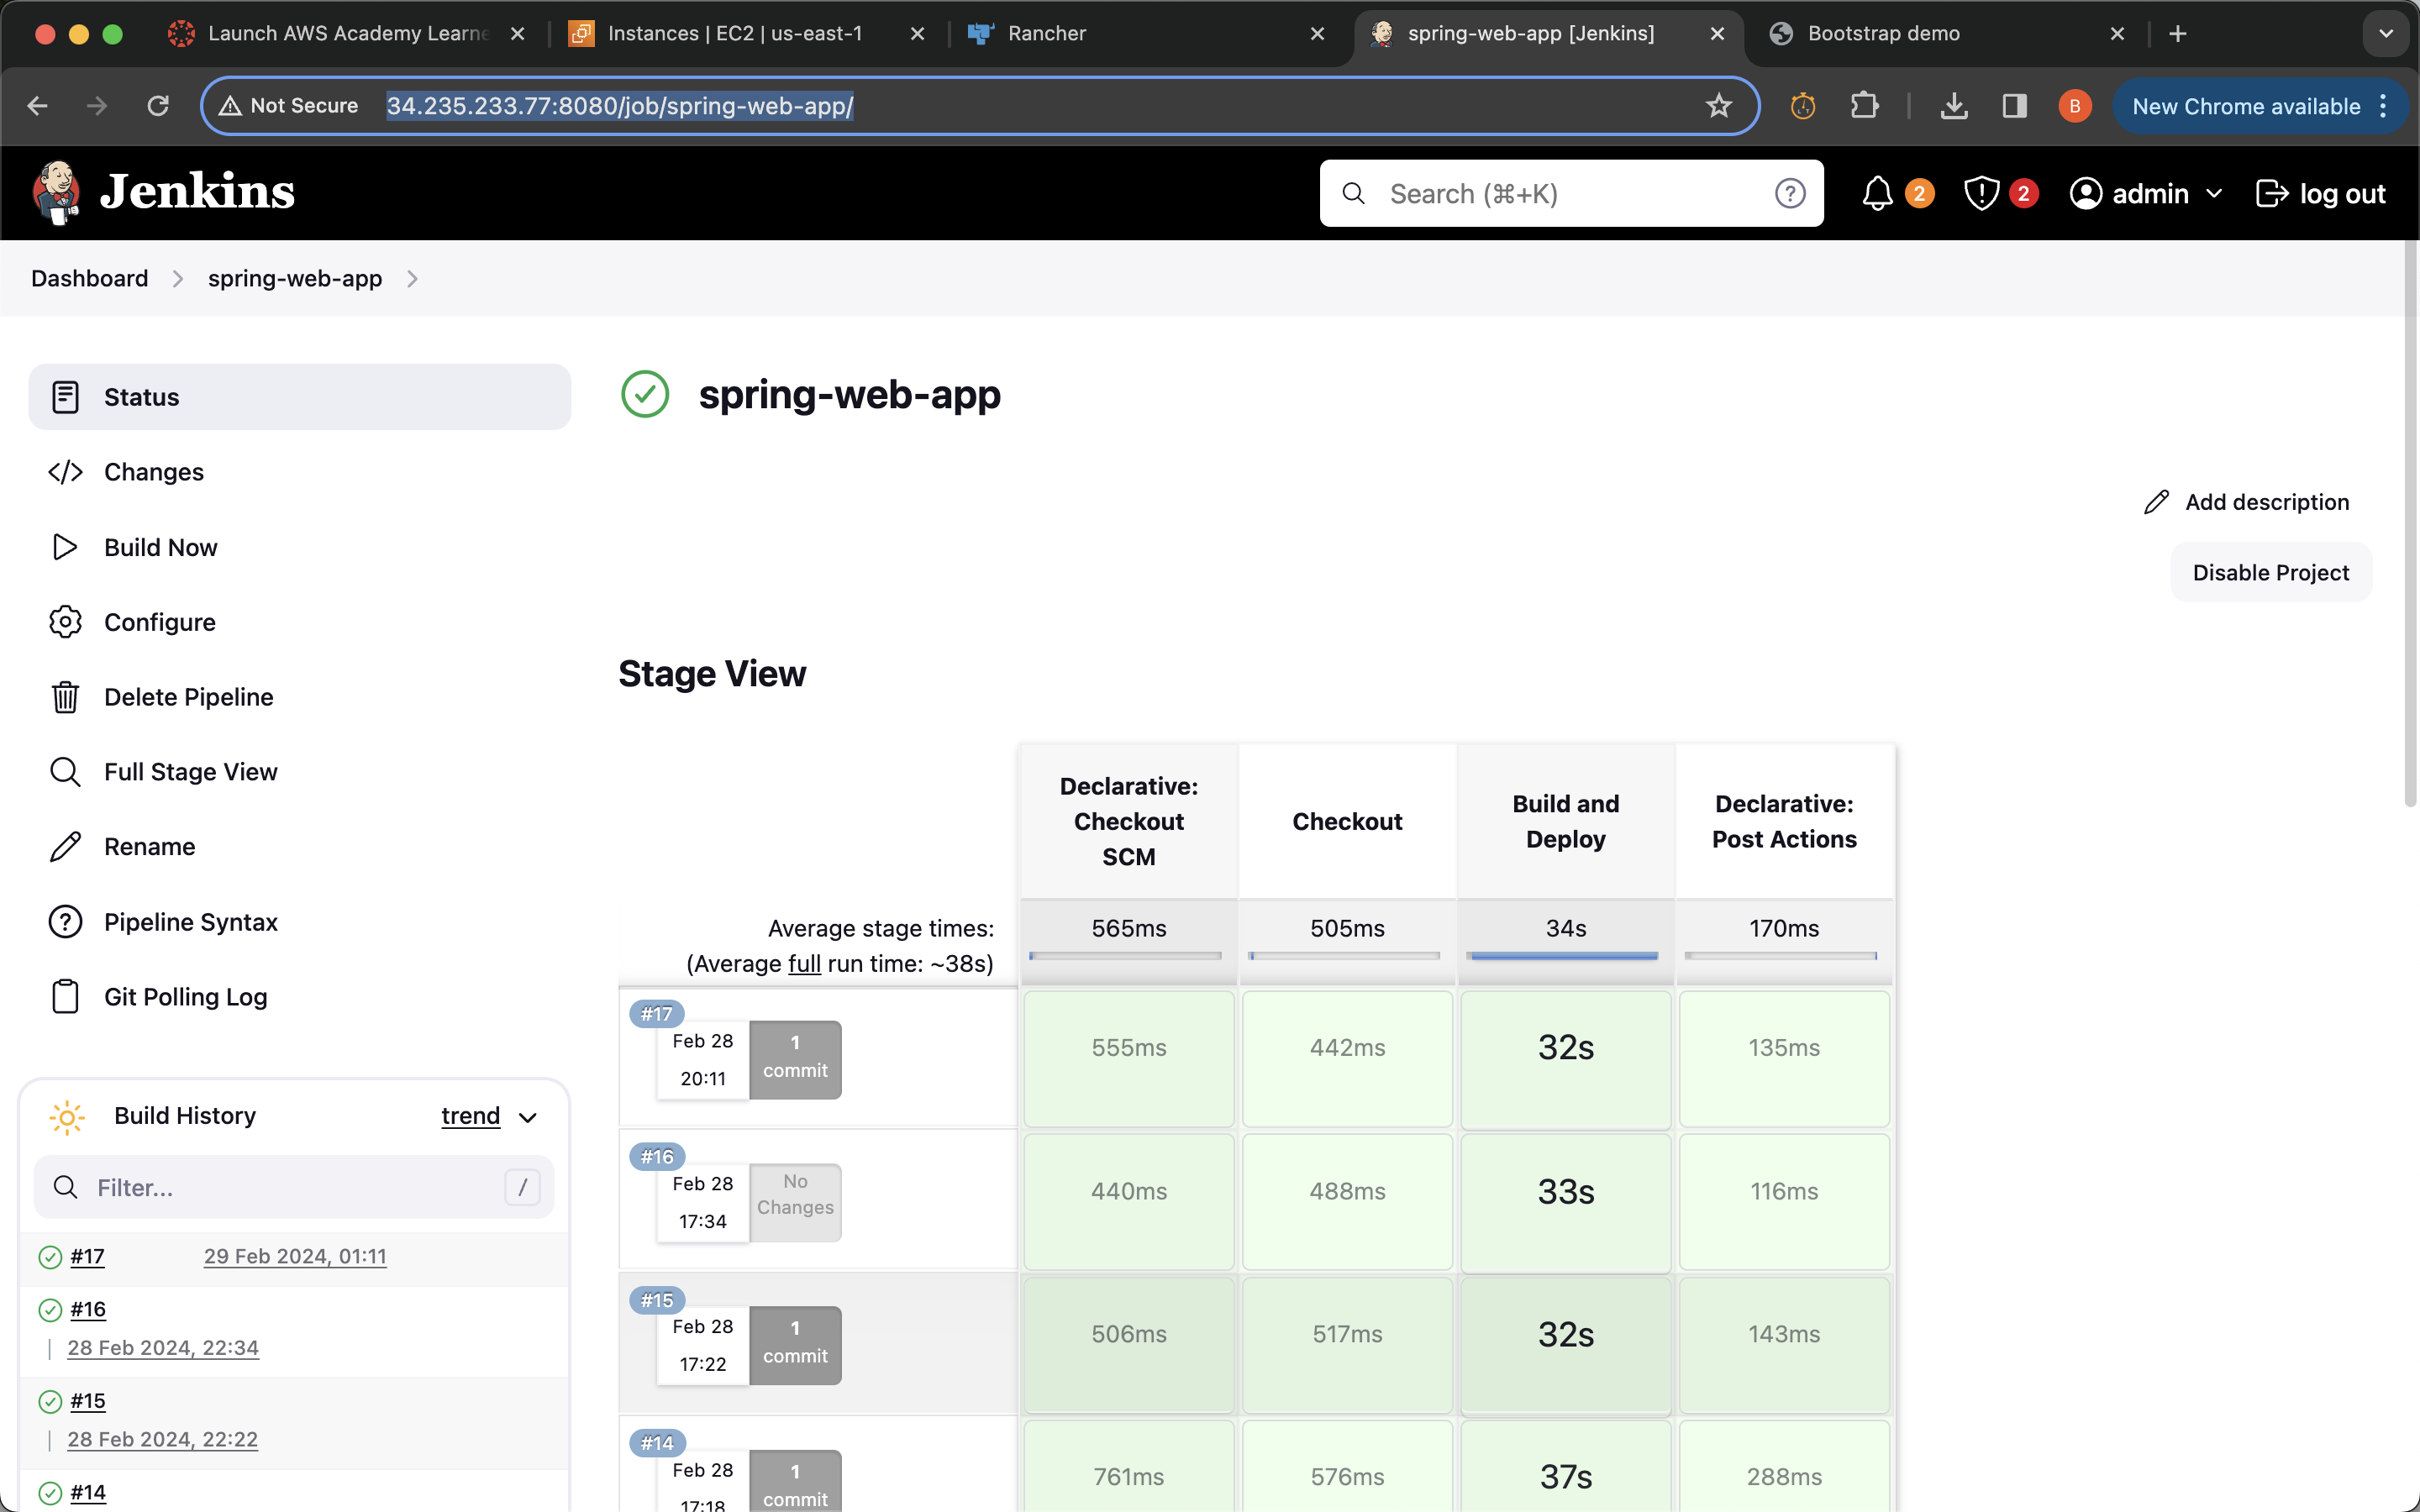 Launch AWS Academy Learne
Instances | EC2 | us-east-1
Rancher
spring-web-app [Jenkins]
Bootstrap demo
Not Secure
34.235.233.77:8080/job/spring-web-app/
B
New Chrome available
Jenkins
Search (⌘+K)
2
2
admin
log out
Dashboard
spring-web-app
Status
Changes
Build Now
Configure
Delete Pipeline
Full Stage View
Rename
Pipeline Syntax
Git Polling Log
Build History
trend
Filter...
/
#17
29 Feb 2024, 01:11
#16
28 Feb 2024, 22:34
#15
28 Feb 2024, 22:22
#14
spring-web-app
Add description
Disable Project
Stage View
Declarative:
Checkout
SCM
Checkout
Build and
Deploy
Declarative:
Post Actions
Average stage times:
(Average full run time: ~38s)
565ms
505ms
34s
170ms
#17
Feb 28
20:11
1
commit
555ms
442ms
32s
135ms
#16
Feb 28
17:34
No
Changes
440ms
488ms
33s
116ms
#15
Feb 28
17:22
1
commit
506ms
517ms
32s
143ms
#14
Feb 28
17:18
1
commit
761ms
576ms
37s
288ms